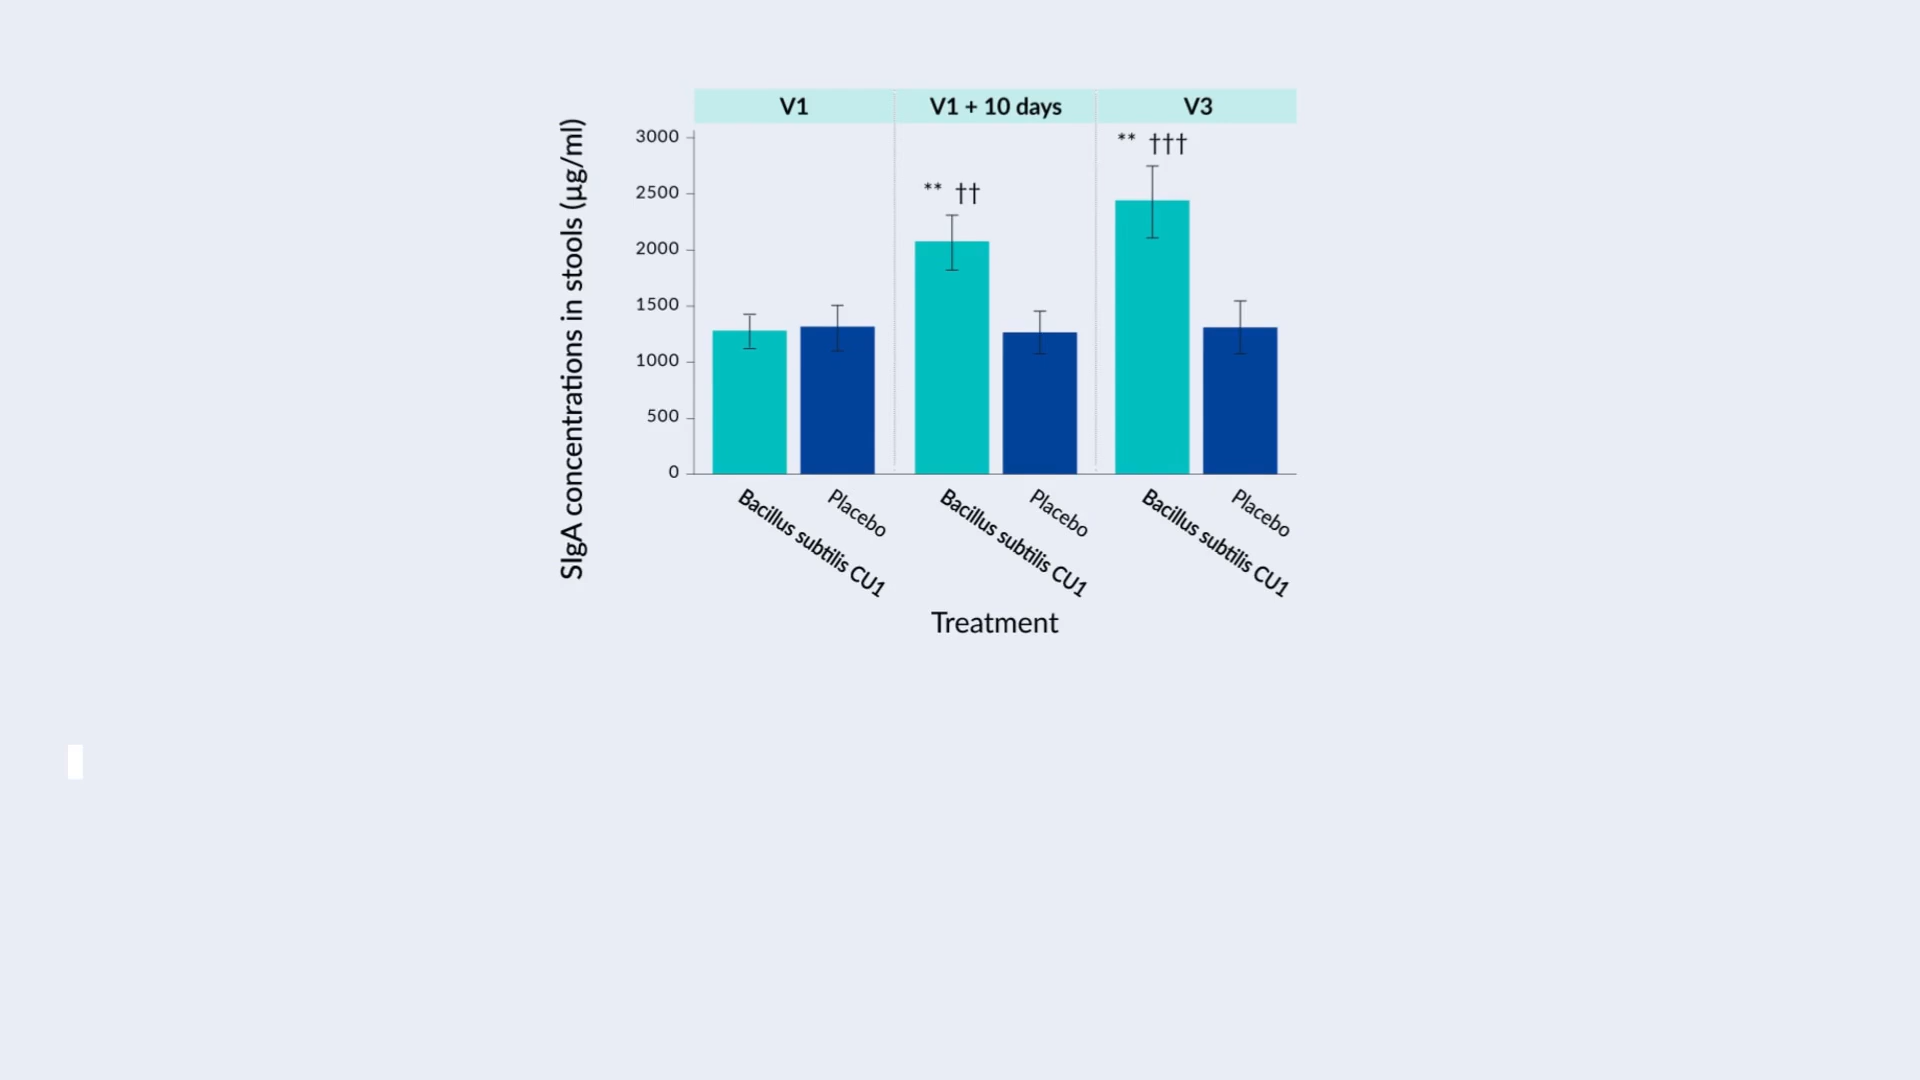 V1 V1 + 10 days V3
SIgA concentrations in stools (µg/ml)
3000
2500
2000
1500
1000
500
0
** †† 
** †††
Bacillus subtilis CU1
Placebo
Bacillus subtilis CU1
Placebo
Bacillus subtilis CU1
Placebo
Treatment